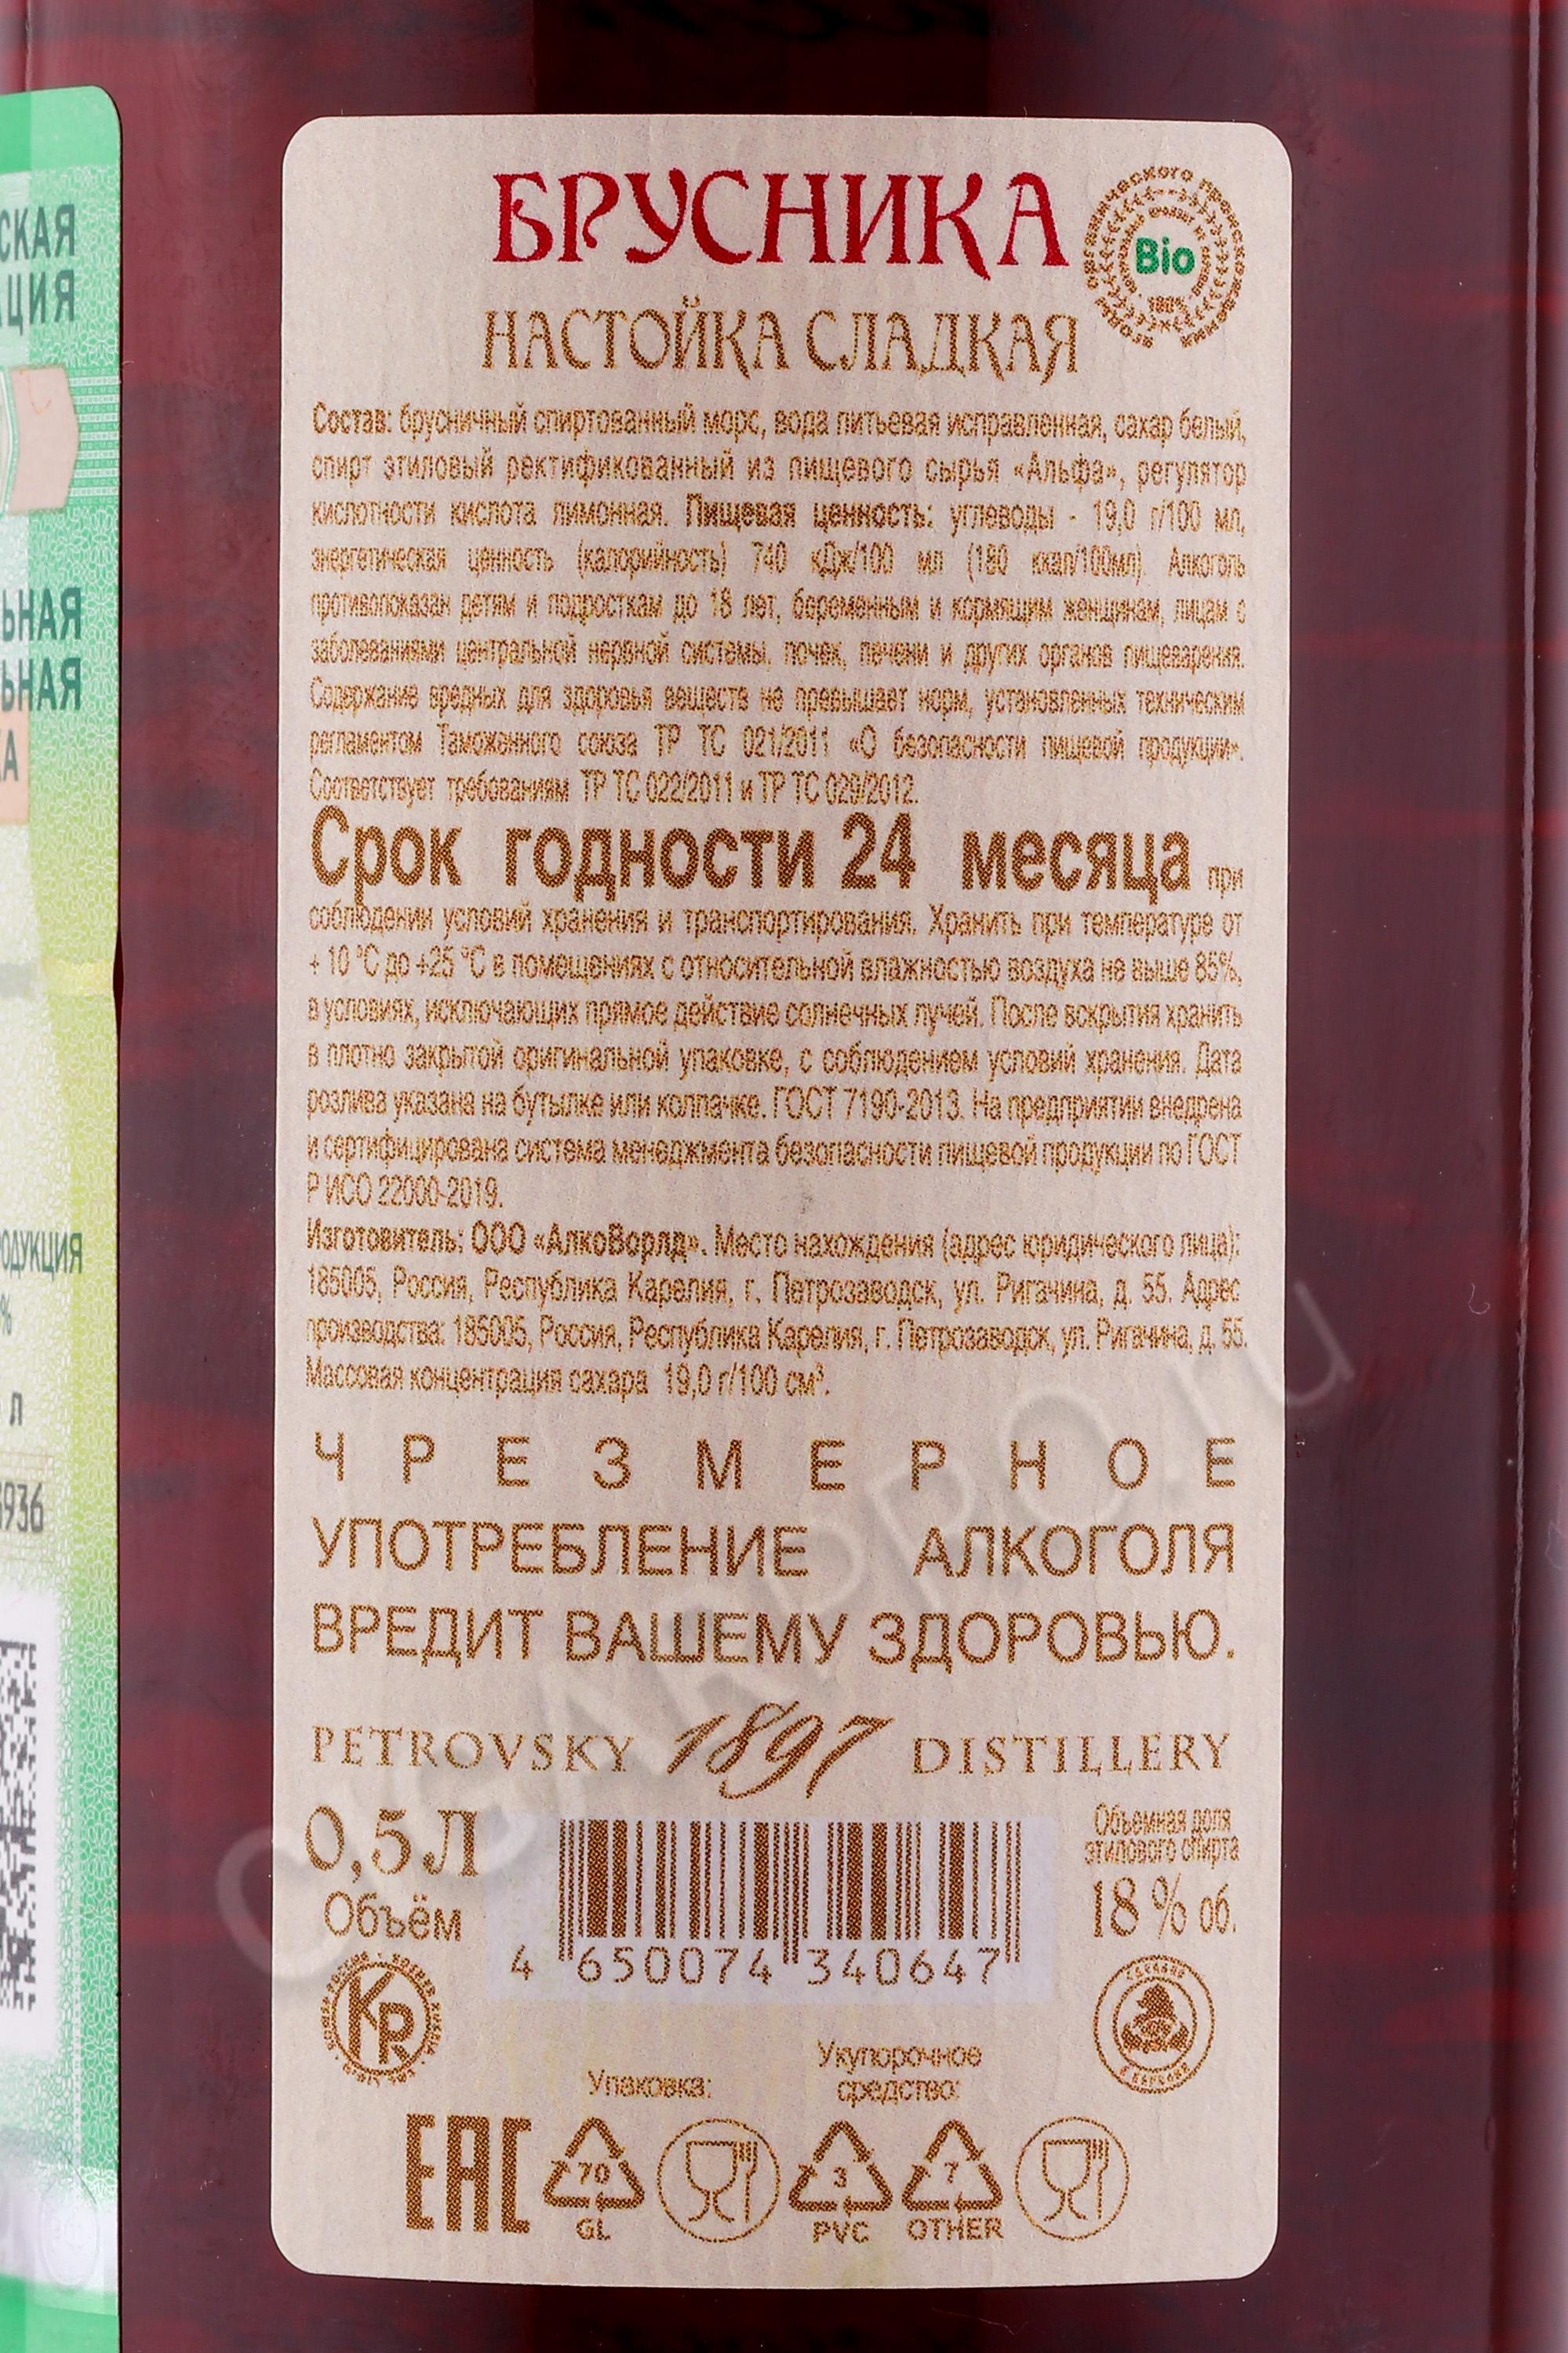 БРУСНИКА
Bio
100%
НАСТОЙКА СЛАДКАЯ
Состав: брусничный спиртованный морс, вода питьевая исправленная, сахар белый,
спирт этиловый ректификованный из пищевого сырья «Альфа», регулятор
кислотности кислота лимонная. Пищевая ценность: углеводы - 19,0 г/100 мл,
энергетическая ценность (калорийность) 740 кДж/100 мл (180 ккал/100мл). Алкоголь
противопоказан детям и подросткам до 18 лет, беременным и кормящим женщинам, лицам с
заболеваниями центральной нервной системы, почек, печени и других органов пищеварения.
Содержание вредных для здоровья веществ не превышает норм, установленных техническим
регламентом Таможенного союза ТР ТС 021/2011 «О безопасности пищевой продукции».
Соответствует требованиям ТР ТС 022/2011 и ТР ТС 029/2012.
Срок годности 24 месяца при
соблюдении условий хранения и транспортирования. Хранить при температуре от
+ 10 °С до +25 °С в помещениях с относительной влажностью воздуха не выше 85%,
в условиях, исключающих прямое действие солнечных лучей. После вскрытия хранить
в плотно закрытой оригинальной упаковке, с соблюдением условий хранения. Дата
розлива указана на бутылке или колпачке. ГОСТ 7190-2013. На предприятии внедрена
и сертифицирована система менеджмента безопасности пищевой продукции по ГОСТ
Р ИСО 22000-2019.
Изготовитель: ООО «АлкоВорлд». Место нахождения (адрес юридического лица):
185005, Россия, Республика Карелия, г. Петрозаводск, ул. Ригачина, д. 55. Адрес
производства: 185005, Россия, Республика Карелия, г. Петрозаводск, ул. Ригачина, д. 55.
Массовая концентрация сахара 19,0 г/100 см³.
ЧРЕЗМЕРНОЕ
УПОТРЕБЛЕНИЕ АЛКОГОЛЯ
ВРЕДИТ ВАШЕМУ ЗДОРОВЬЮ.
PETROVSKY 1897 DISTILLERY
0,5Л
Объём
4 650074 340647
Объемная доля
этилового спирта
18 % об.
KP
Упаковка:
Укупорочное
средство:
EAC
70
GL
3
PVC
7
OTHER
СКАЯ
ЦИЯ
ЬНАЯ
ЬНАЯ
КА
ОДУКЦИЯ
%
л
936
CIGARPRO.ru